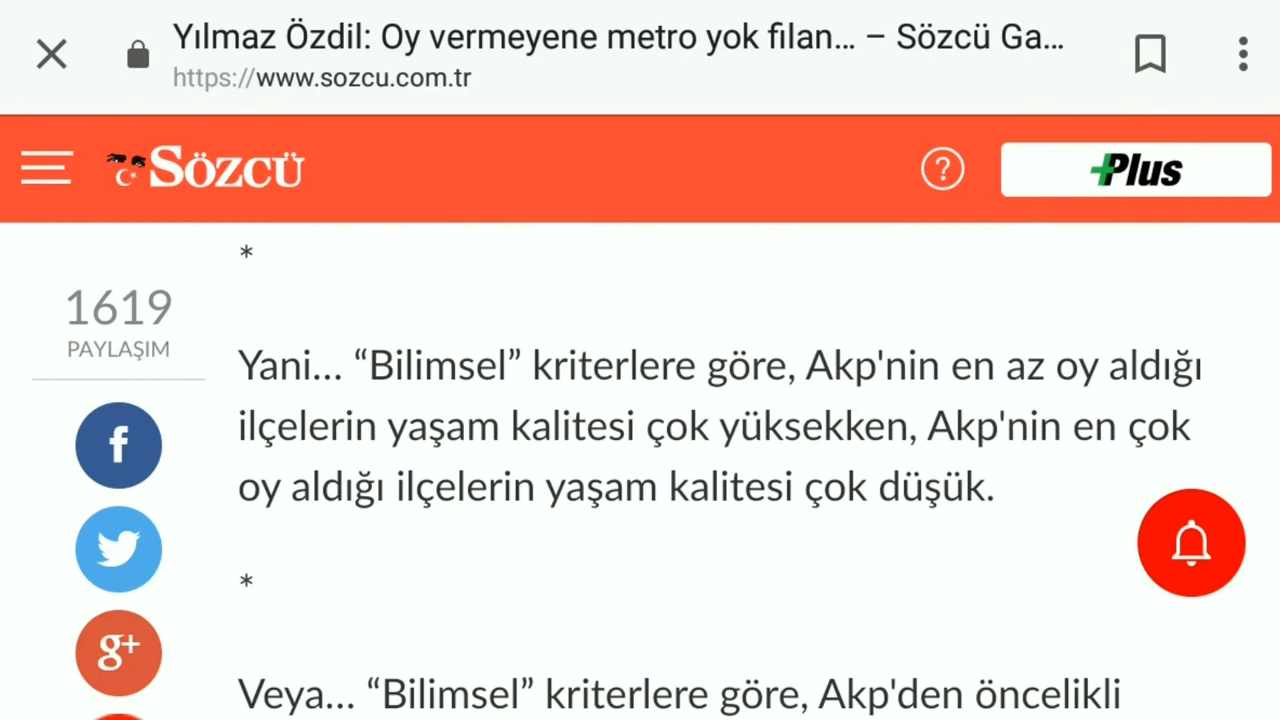 Yılmaz Özdil: Oy vermeyene metro yok filan... – Sözcü Ga...
https://www.sozcu.com.tr
SÖZCÜ
?
+Plus
*
1619
PAYLAŞIM
Yani... “Bilimsel” kriterlere göre, Akp'nin en az oy aldığı
ilçelerin yaşam kalitesi çok yüksekken, Akp'nin en çok
oy aldığı ilçelerin yaşam kalitesi çok düşük.
f
*
g+
Veya... “Bilimsel” kriterlere göre, Akp'den öncelikli